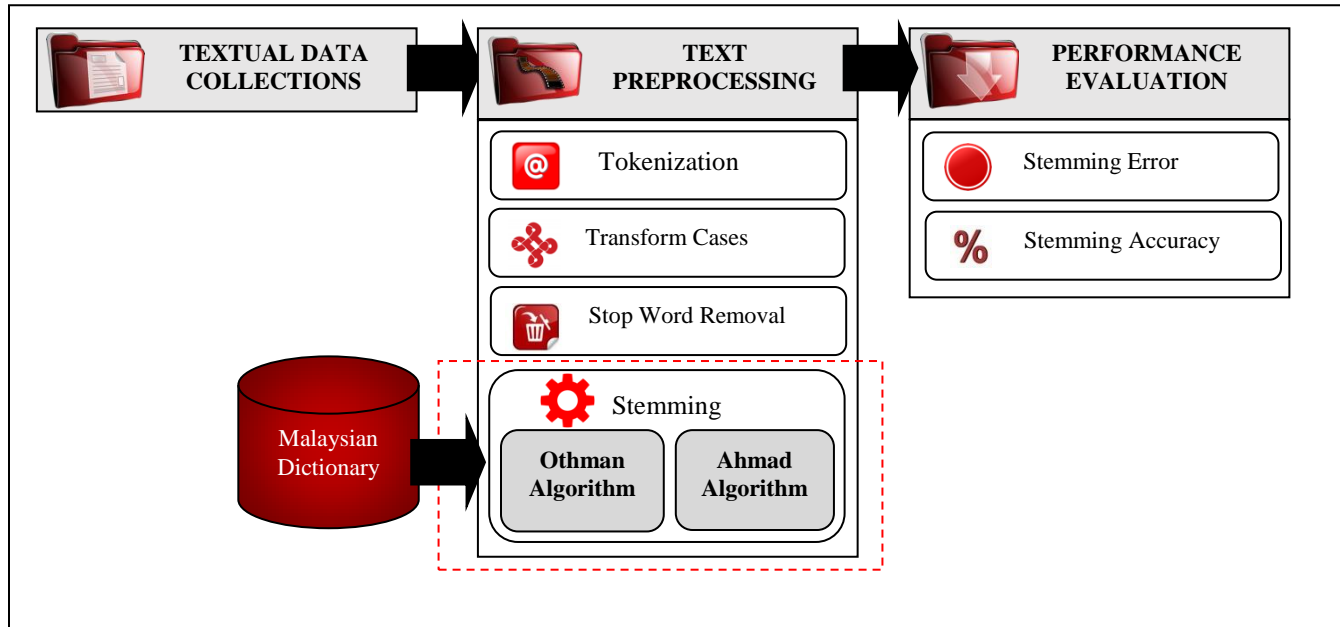 TEXTUAL DATA
COLLECTIONS
TEXT
PREPROCESSING
PERFORMANCE
EVALUATION
@
Tokenization
Transform Cases
Stop Word Removal
Stemming Error
%
Stemming Accuracy
Malaysian
Dictionary
Stemming
Othman
Algorithm
Ahmad
Algorithm